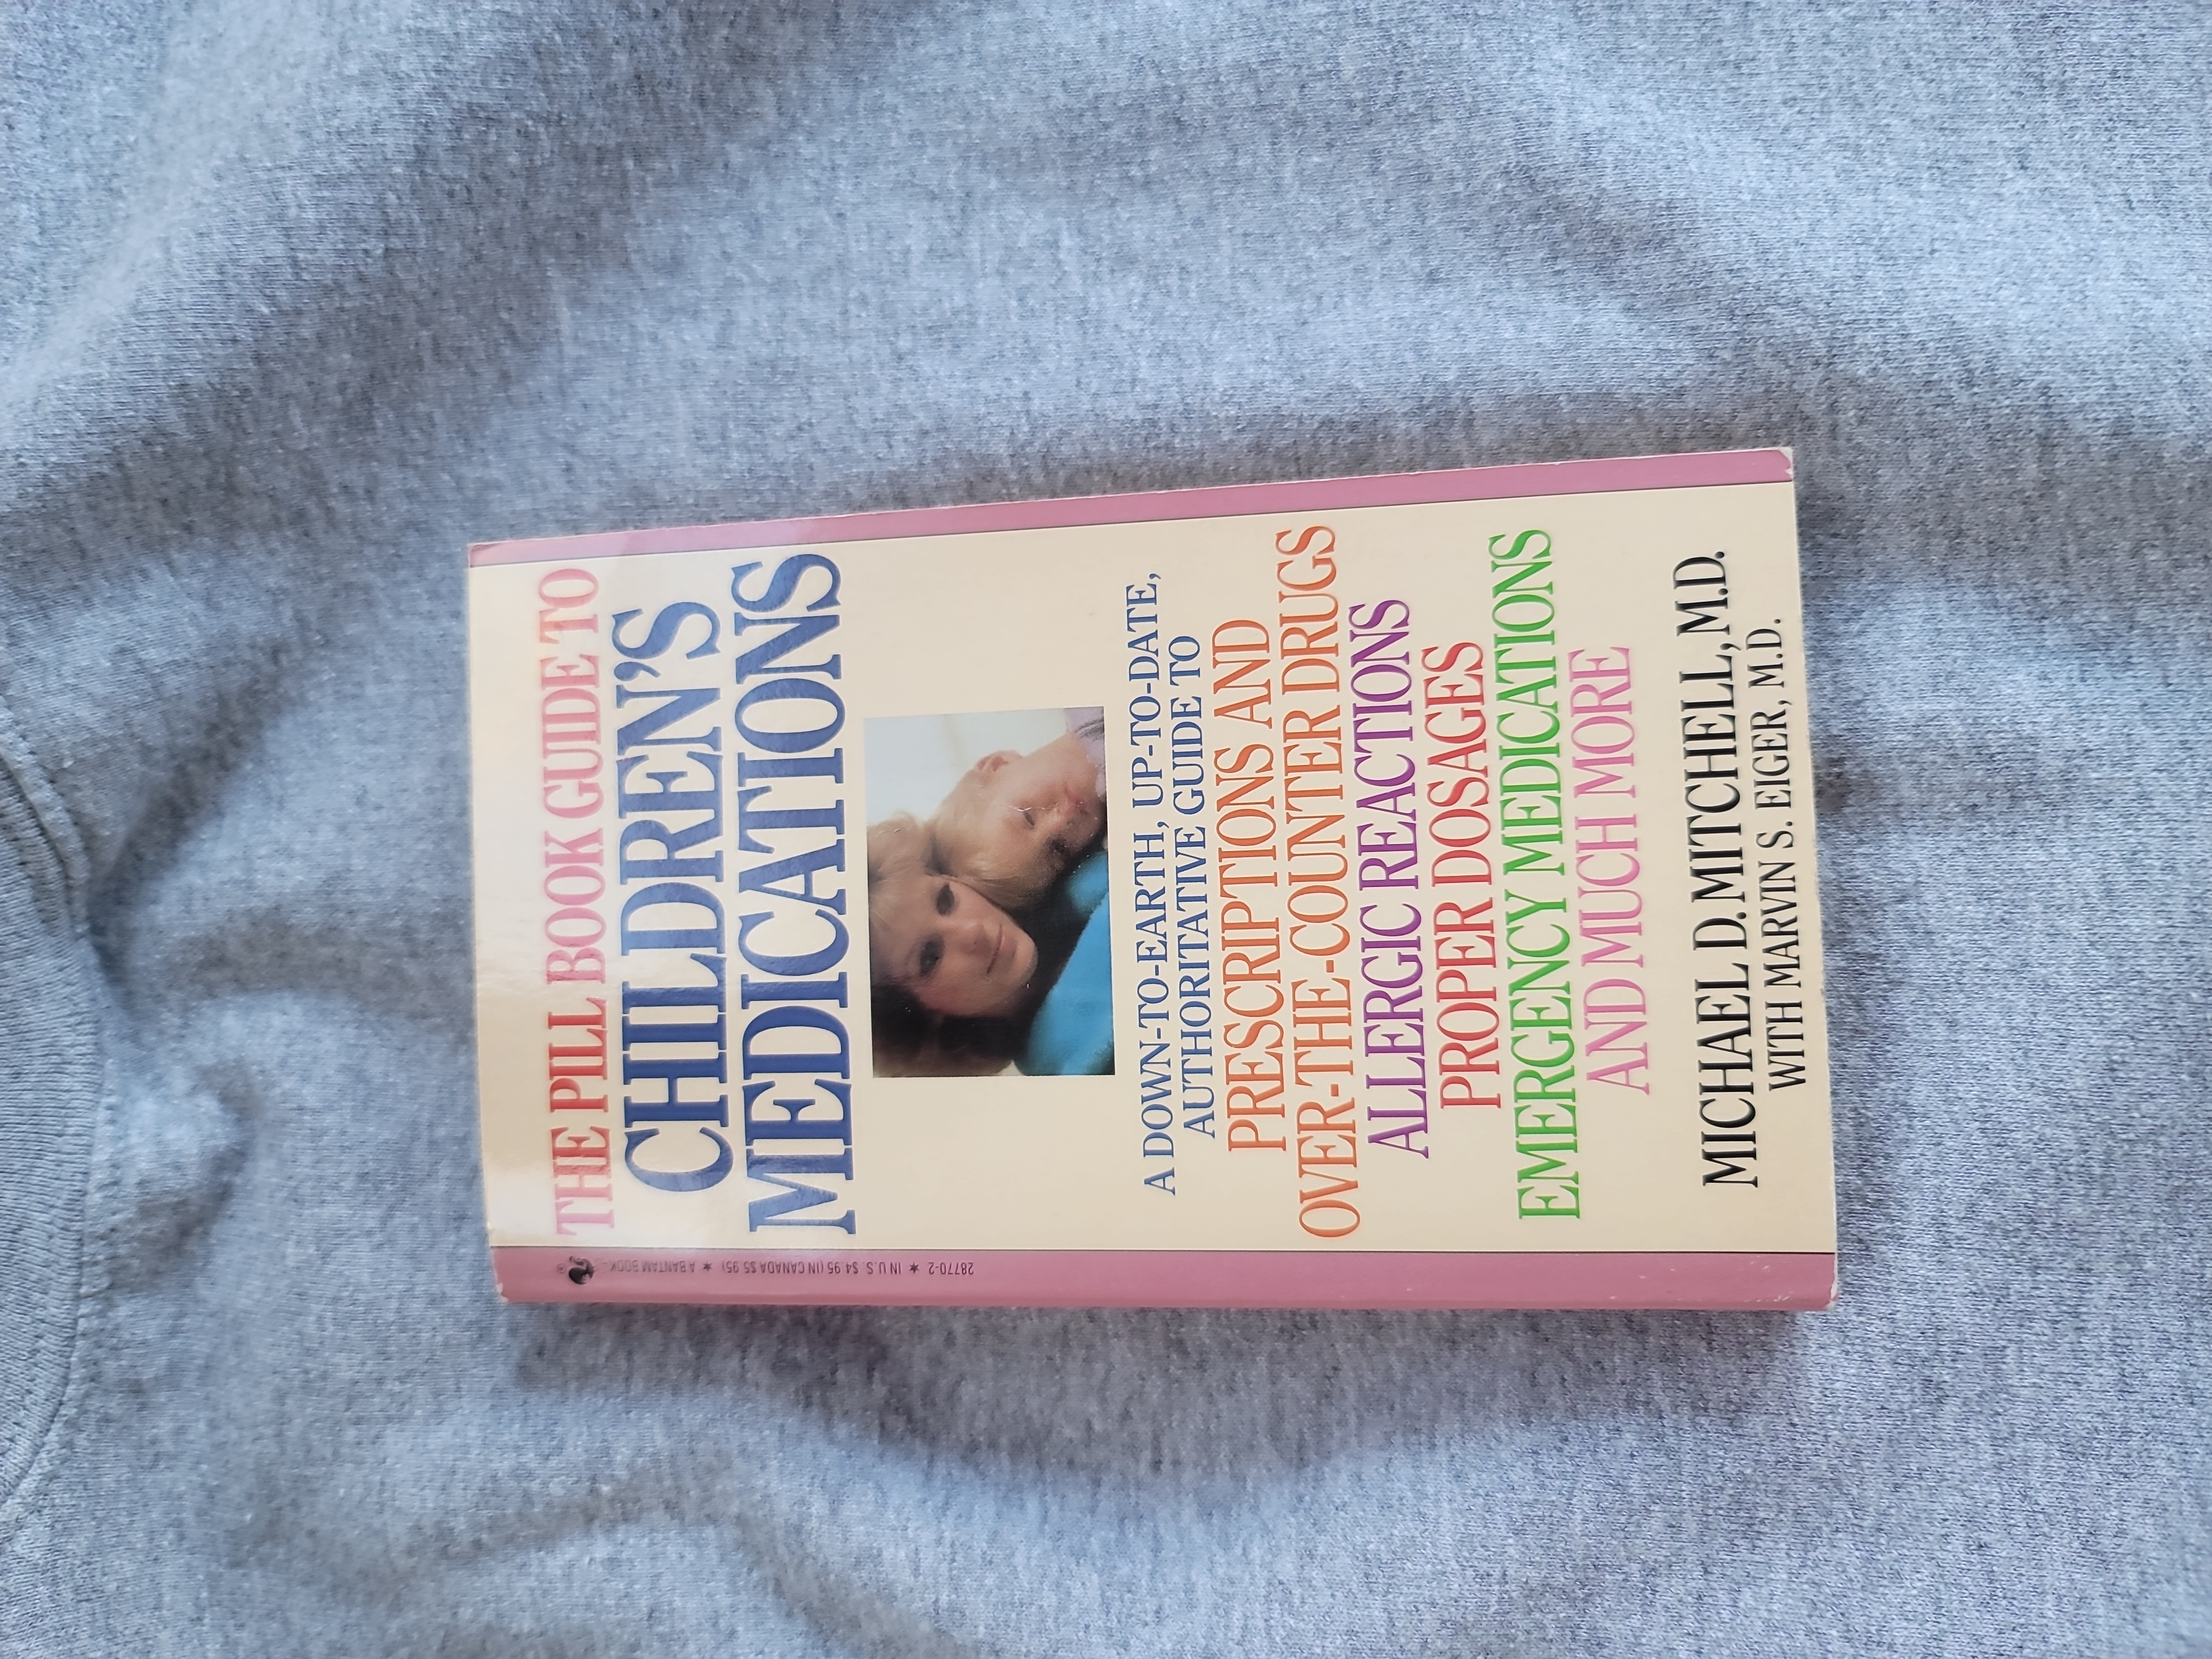 THE PILL BOOK GUIDE TO
CHILDREN'S
MEDICATIONS
A DOWN-TO-EARTH, UP-TO-DATE,
AUTHORITATIVE GUIDE TO
PRESCRIPTIONS AND
OVER-THE-COUNTER DRUGS
ALLERGIC REACTIONS
PROPER DOSAGES
EMERGENCY MEDICATIONS
AND MUCH MORE
MICHAEL D. MITCHELL, M.D.
WITH MARVIN S. EIGER, M.D.
28770-2 ★ IN U.S. $4.95 (IN CANADA $5.95) ★ A BANTAM BOOK